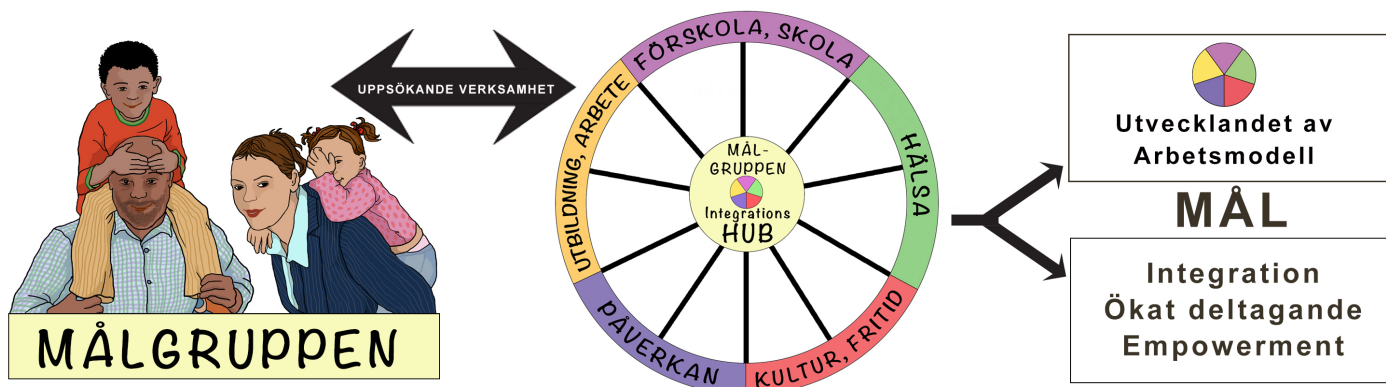 MÅLGRUPPEN
UPPSÖKANDE VERKSAMHET
FÖRSKOLA, SKOLA
HÄLSA
KULTUR, FRITID
PÅVERKAN
UTBILDNING, ARBETE
MÅL-
GRUPPEN
Integrations
HUB
Utvecklandet av
Arbetsmodell
MÅL
Integration
Ökat deltagande
Empowerment